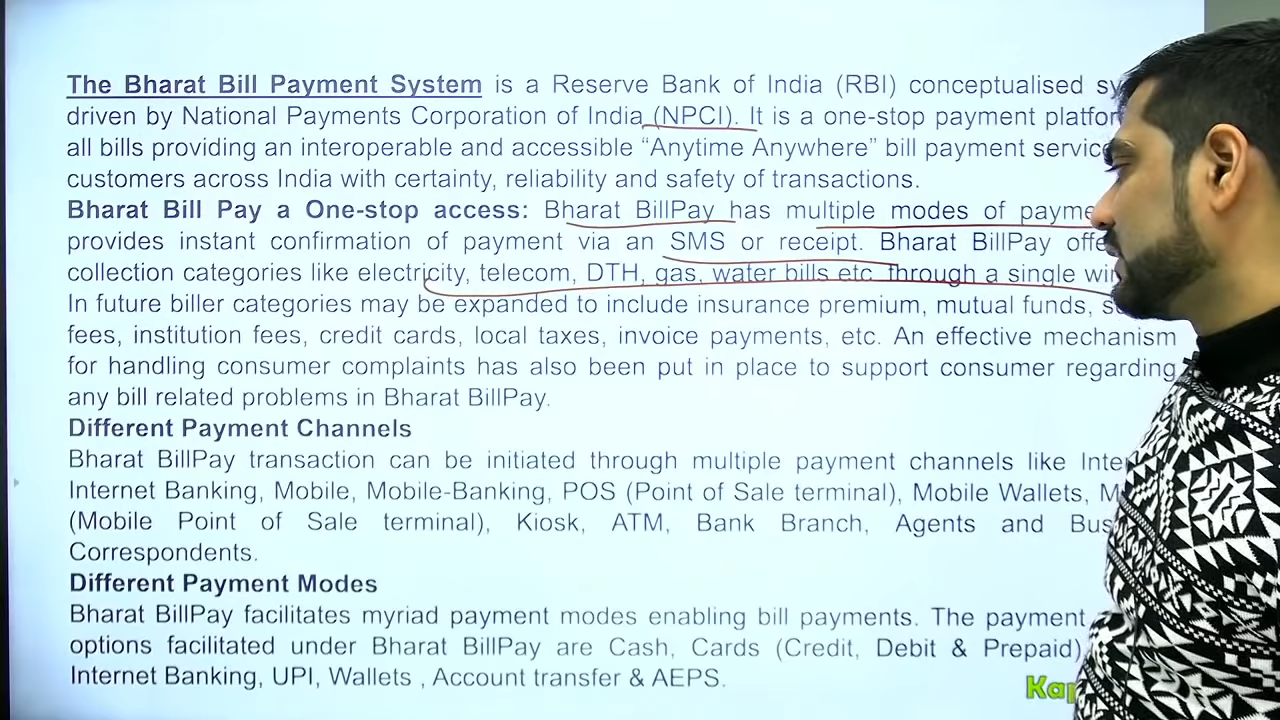 The Bharat Bill Payment System is a Reserve Bank of India (RBI) conceptualised
driven by National Payments Corporation of India (NPCI). It is a one-stop payment
all bills providing an interoperable and accessible “Anytime Anywhere” bill payment
customers across India with certainty, reliability and safety of transactions.
Bharat Bill Pay a One-stop access: Bharat BillPay has multiple modes of
provides instant confirmation of payment via an SMS or receipt. Bharat BillPay
collection categories like electricity, telecom, DTH, gas, water bills etc through a single
In future biller categories may be expanded to include insurance premium, mutual funds,
fees, institution fees, credit cards, local taxes, invoice payments, etc. An effective mechanism
for handling consumer complaints has also been put in place to support consumer regarding
any bill related problems in Bharat BillPay.
Different Payment Channels
Bharat BillPay transaction can be initiated through multiple payment channels like
Internet Banking, Mobile, Mobile-Banking, POS (Point of Sale terminal), Mobile Wallets,
(Mobile Point of Sale terminal), Kiosk, ATM, Bank Branch, Agents and
Correspondents.
Different Payment Modes
Bharat BillPay facilitates myriad payment modes enabling bill payments. The payment
options facilitated under Bharat BillPay are Cash, Cards (Credit, Debit & Prepaid)
Internet Banking, UPI, Wallets , Account transfer & AEPS.